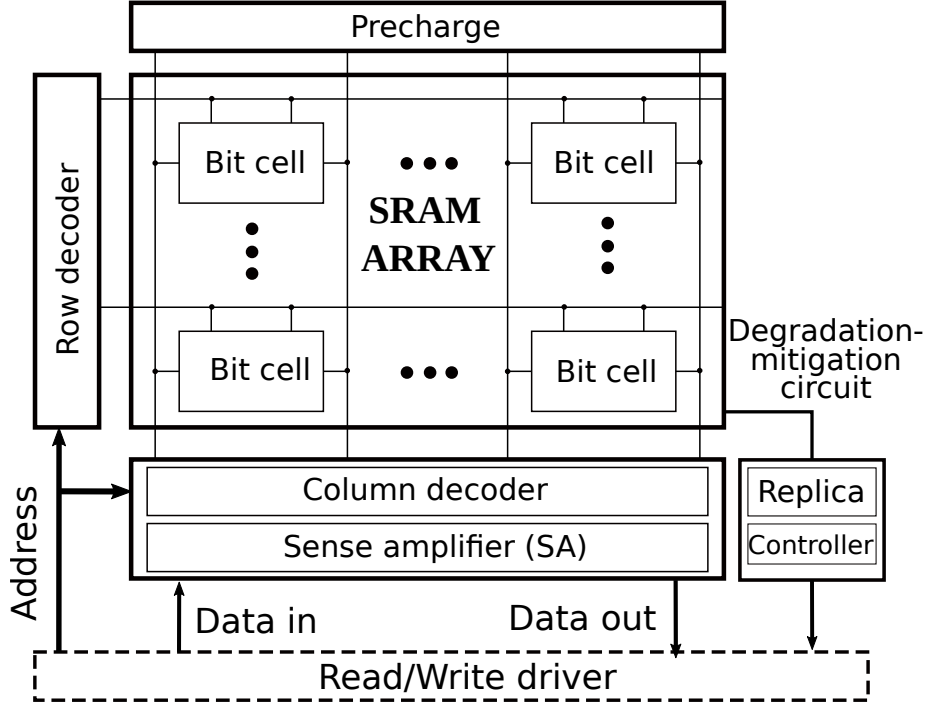 Precharge
Row decoder
Bit cell
Bit cell
SRAM
ARRAY
Bit cell
Bit cell
Degradation-
mitigation
circuit
Address
Column decoder
Sense amplifier (SA)
Replica
Controller
Data in
Data out
Read/Write driver